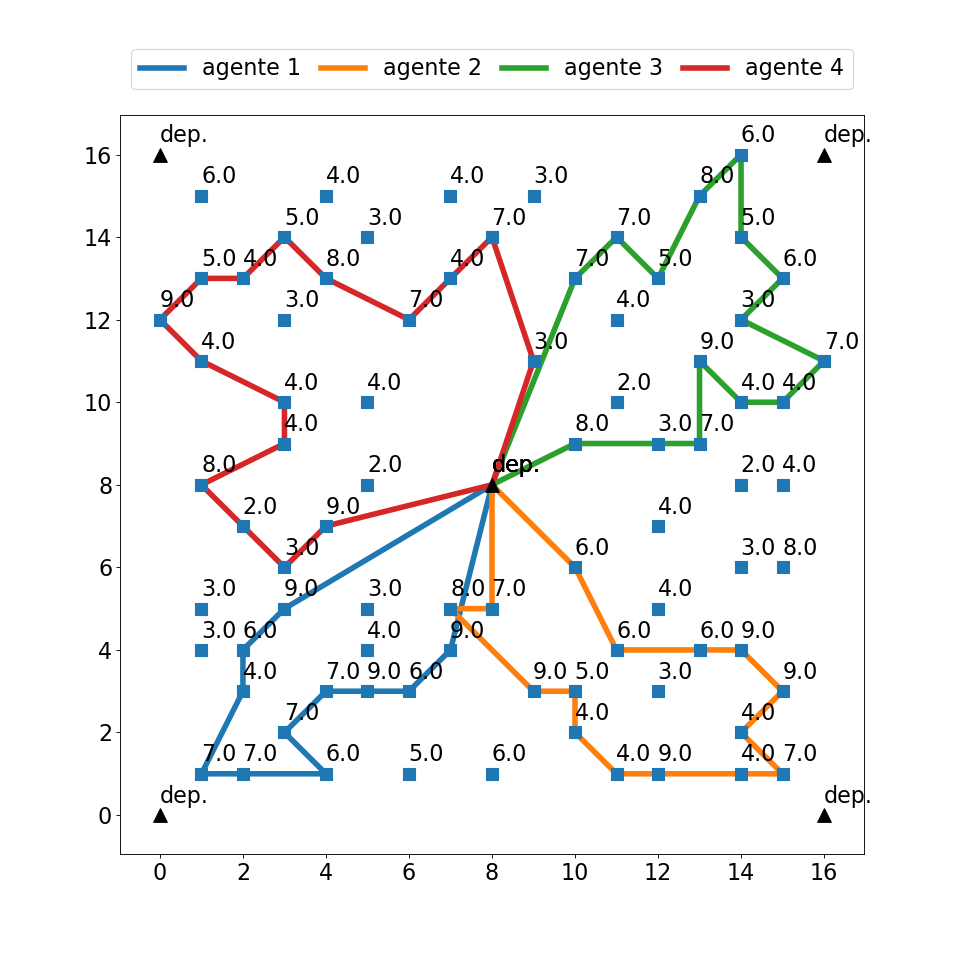 agente 1 agente 2 agente 3 agente 4
dep. 6.0 dep.
6.0 4.0 4.0 3.0 8.0
5.0 3.0 7.0 7.0 5.0
5.0 4.0 8.0 4.0 7.0 5.0 6.0
9.0 3.0 7.0 4.0 3.0
4.0 3.0 9.0 7.0
4.0 4.0 2.0 4.0 4.0
4.0 8.0 3.0 7.0
8.0 2.0 dep. 2.0 4.0
2.0 9.0 4.0
3.0 6.0 3.0 8.0
3.0 9.0 3.0 8.0 7.0 4.0
3.0 6.0 4.0 9.0 6.0 6.0 9.0
4.0 7.0 9.0 6.0 9.0 5.0 3.0 9.0
7.0 4.0 4.0
7.0 7.0 6.0 5.0 6.0 4.0 9.0 4.0 7.0
dep. dep.
16
14
12
10
8
6
4
2
0
0 2 4 6 8 10 12 14 16